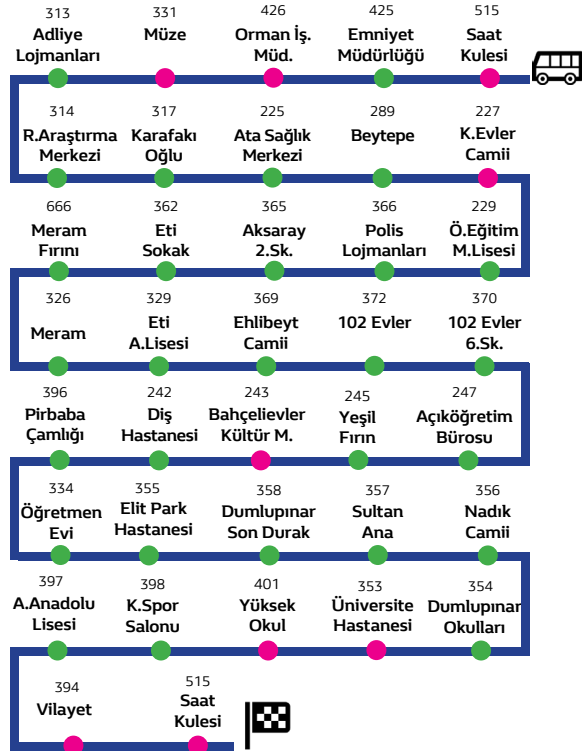 313 331 426 425 515
Adliye Müze Orman İş. Emniyet Saat
Lojmanları Müd. Müdürlüğü Kulesi
314 317 225 289 227
R.Araştırma Karafakı Ata Sağlık Beytepe K.Evler
Merkezi Oğlu Merkezi Camii
666 362 365 366 229
Meram Eti Aksaray Polis Ö.Eğitim
Fırını Sokak 2.Sk. Lojmanları M.Lisesi
326 329 369 372 370
Meram Eti Ehlibeyt 102 Evler 102 Evler
A.Lisesi Camii 6.Sk.
396 242 243 245 247
Pirbaba Diş Bahçelievler Yeşil Açıköğretim
Çamlığı Hastanesi Kültür M. Fırın Bürosu
334 355 358 357 356
Öğretmen Elit Park Dumlupınar Sultan Nadık
Evi Hastanesi Son Durak Ana Camii
397 398 401 353 354
A.Anadolu K.Spor Yüksek Üniversite Dumlupınar
Lisesi Salonu Okul Hastanesi Okulları
394 515
Vilayet Saat
Kulesi